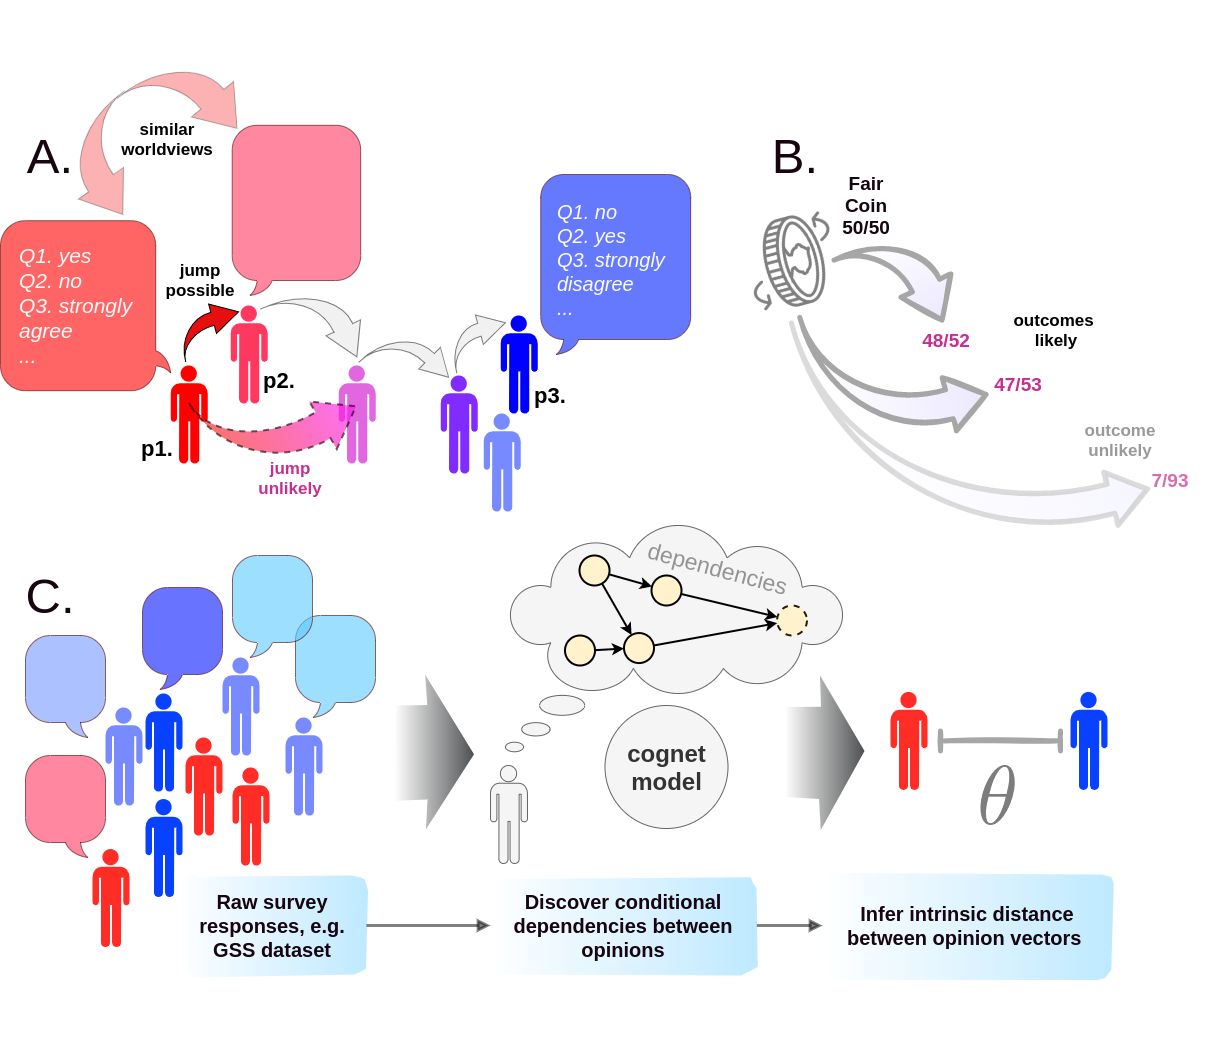 A.
similar
worldviews
Q1. yes
Q2. no
Q3. strongly
agree
...
jump
possible
p2.
p1.
jump
unlikely
Q1. no
Q2. yes
Q3. strongly
disagree
...
p3.
B.
Fair
Coin
50/50
48/52
outcomes
likely
47/53
outcome
unlikely
7/93
C.
dependencies
cognet
model
θ
Raw survey
responses, e.g.
GSS dataset
Discover conditional
dependencies between
opinions
Infer intrinsic distance
between opinion vectors